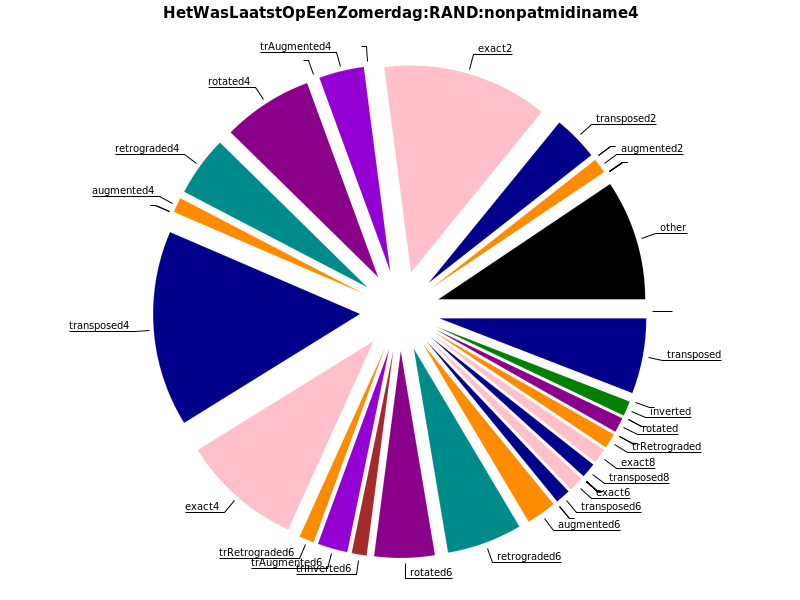 HetWasLaatstOpEenZomerdag:RAND:nonpatmidiname4
trAugmented4
exact2
rotated4
transposed2
retrograded4
augmented2
augmented4
other
transposed4
transposed
inverted
rotated
trRetrograded
exact8
transposed8
exact6
exact4
transposed6
augmented6
trRetrograded6
trAugmented6
trInverted6
rotated6
retrograded6